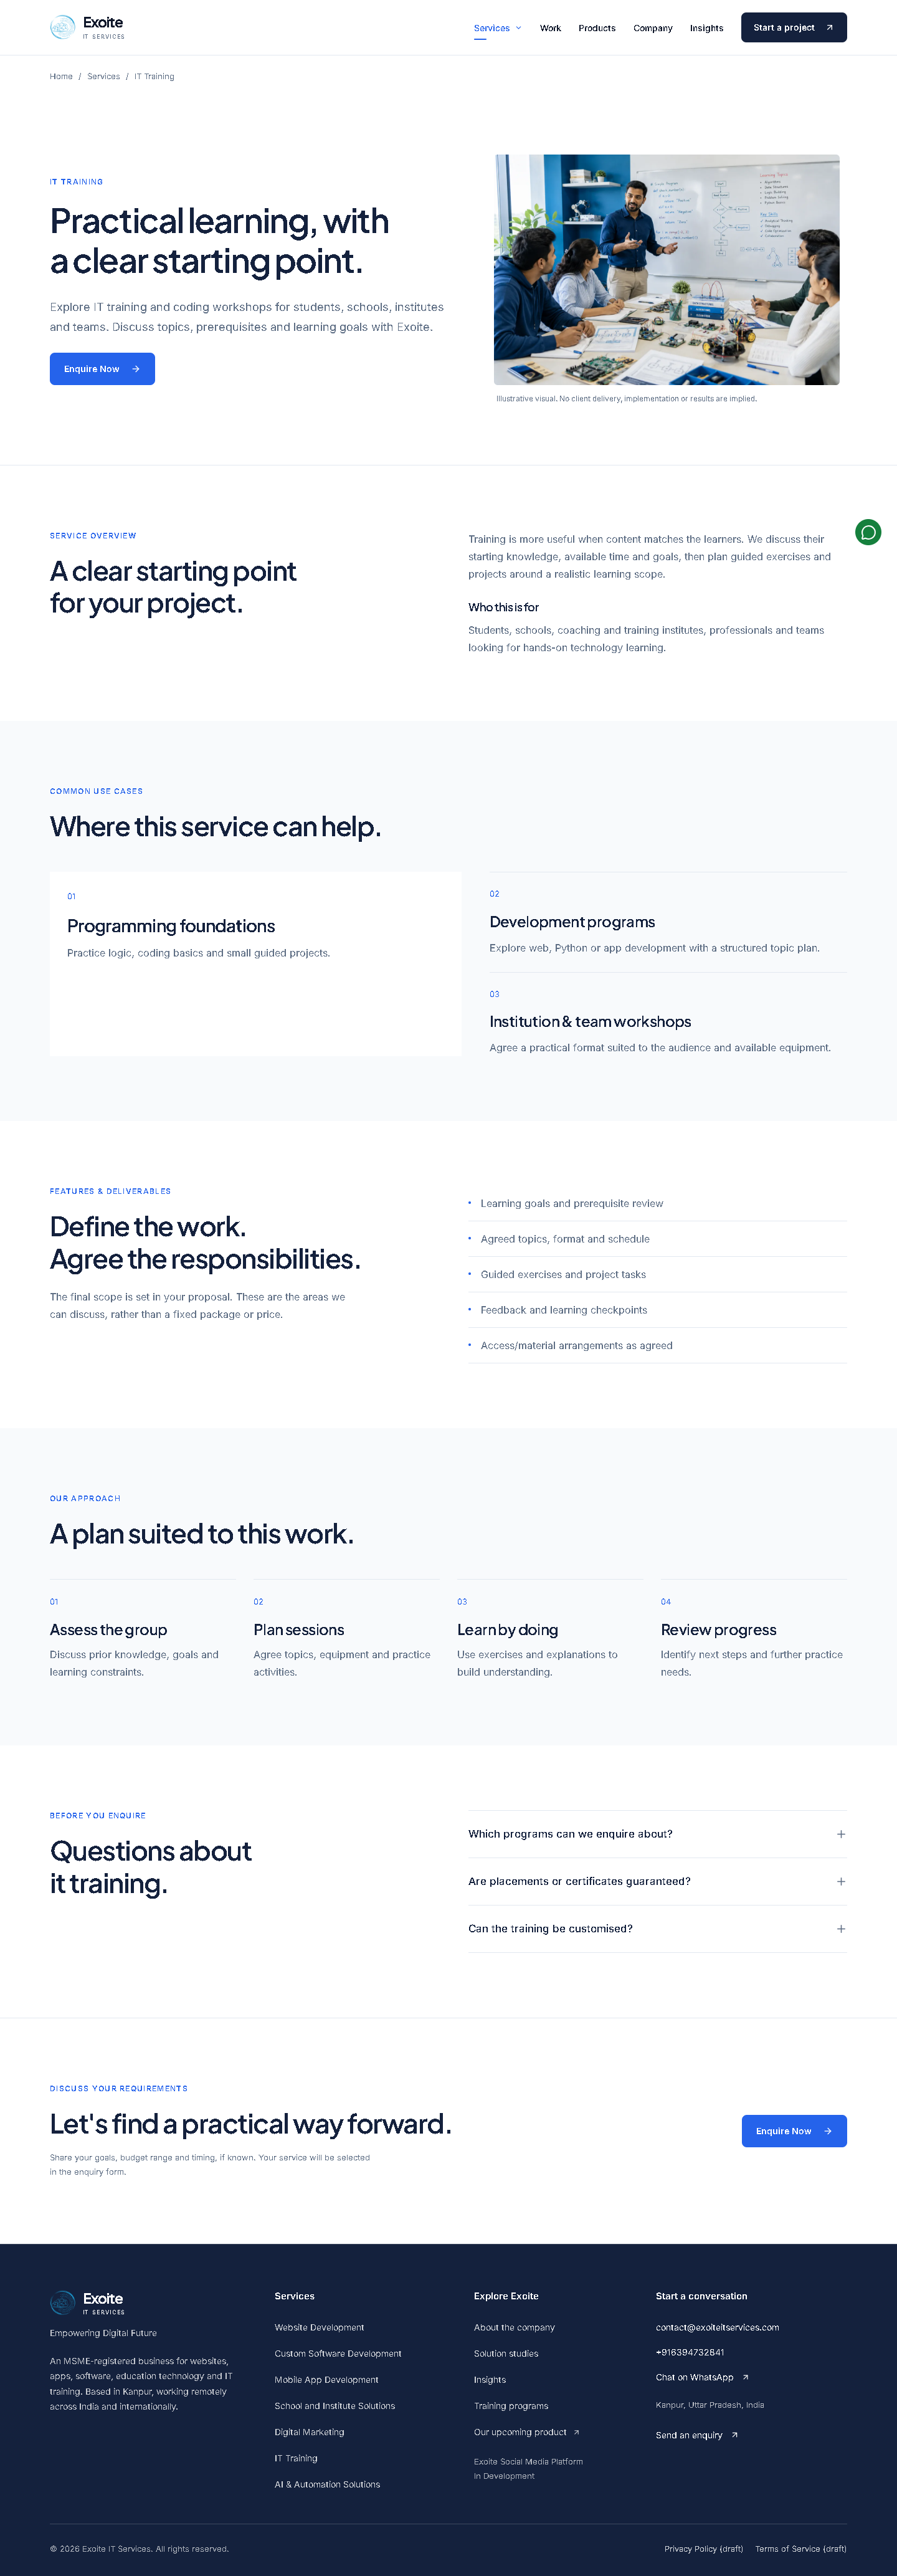 Exoite
IT SERVICES
Services
Work
Products
Company
Insights
Start a project
Home / Services / IT Training
IT TRAINING
Practical learning, with
a clear starting point.
Explore IT training and coding workshops for students, schools, institutes
and teams. Discuss topics, prerequisites and learning goals with Exoite.
Enquire Now
Illustrative visual. No client delivery, implementation or results are implied.
SERVICE OVERVIEW
A clear starting point
for your project.
Training is more useful when content matches the learners. We discuss their
starting knowledge, available time and goals, then plan guided exercises and
projects around a realistic learning scope.
Who this is for
Students, schools, coaching and training institutes, professionals and teams
looking for hands-on technology learning.
COMMON USE CASES
Where this service can help.
01
Programming foundations
Practice logic, coding basics and small guided projects.
02
Development programs
Explore web, Python or app development with a structured topic plan.
03
Institution & team workshops
Agree a practical format suited to the audience and available equipment.
FEATURES & DELIVERABLES
Define the work.
Agree the responsibilities.
The final scope is set in your proposal. These are the areas we
can discuss, rather than a fixed package or price.
Learning goals and prerequisite review
Agreed topics, format and schedule
Guided exercises and project tasks
Feedback and learning checkpoints
Access/material arrangements as agreed
OUR APPROACH
A plan suited to this work.
01
Assess the group
Discuss prior knowledge, goals and
learning constraints.
02
Plan sessions
Agree topics, equipment and practice
activities.
03
Learn by doing
Use exercises and explanations to
build understanding.
04
Review progress
Identify next steps and further practice
needs.
BEFORE YOU ENQUIRE
Questions about
it training.
Which programs can we enquire about?
Are placements or certificates guaranteed?
Can the training be customised?
DISCUSS YOUR REQUIREMENTS
Let's find a practical way forward.
Share your goals, budget range and timing, if known. Your service will be selected
in the enquiry form.
Enquire Now
Exoite
IT SERVICES
Empowering Digital Future
An MSME-registered business for websites,
apps, software, education technology and IT
training. Based in Kanpur, working remotely
across India and internationally.
Services
Website Development
Custom Software Development
Mobile App Development
School and Institute Solutions
Digital Marketing
IT Training
AI & Automation Solutions
Explore Exoite
About the company
Solution studies
Insights
Training programs
Our upcoming product
Exoite Social Media Platform
In Development
Start a conversation
contact@exoiteitservices.com
+916394732841
Chat on WhatsApp
Kanpur, Uttar Pradesh, India
Send an enquiry
© 2026 Exoite IT Services. All rights reserved.
Privacy Policy (draft)
Terms of Service (draft)